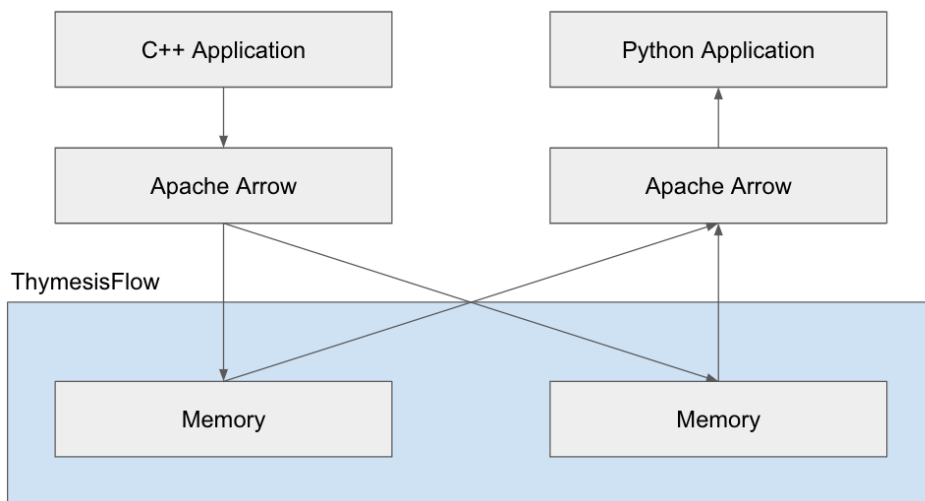 C++ Application
Python Application
Apache Arrow
Apache Arrow
ThymesisFlow
Memory
Memory